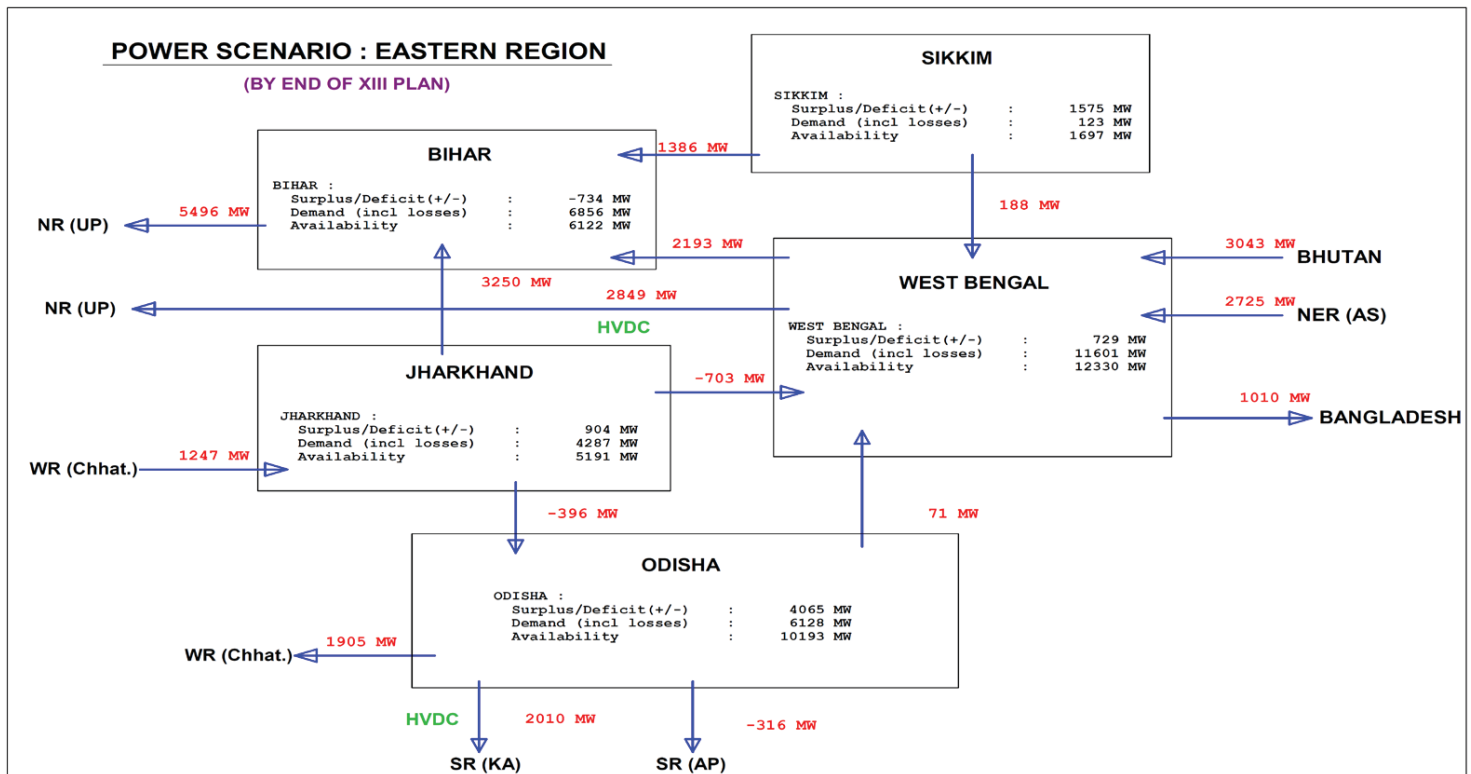 POWER SCENARIO : EASTERN REGION
(BY END OF XIII PLAN)
SIKKIM
SIKKIM :
Surplus/Deficit(+/-) : 1575 MW
Demand (incl losses) : 123 MW
Availability : 1697 MW
1386 MW
188 MW
BIHAR
BIHAR :
Surplus/Deficit(+/-) : -734 MW
Demand (incl losses) : 6856 MW
Availability : 6122 MW
5496 MW
NR (UP)
2193 MW
3250 MW
NR (UP)
2849 MW
HVDC
WEST BENGAL
WEST BENGAL :
Surplus/Deficit(+/-) : 729 MW
Demand (incl losses) : 11601 MW
Availability : 12330 MW
3043 MW
BHUTAN
2725 MW
NER (AS)
1010 MW
BANGLADESH
JHARKHAND
JHARKHAND :
Surplus/Deficit(+/-) : 904 MW
Demand (incl losses) : 4287 MW
Availability : 5191 MW
-703 MW
1247 MW
WR (Chhat.)
-396 MW
71 MW
ODISHA
ODISHA :
Surplus/Deficit(+/-) : 4065 MW
Demand (incl losses) : 6128 MW
Availability : 10193 MW
1905 MW
WR (Chhat.)
HVDC
2010 MW
-316 MW
SR (KA)
SR (AP)